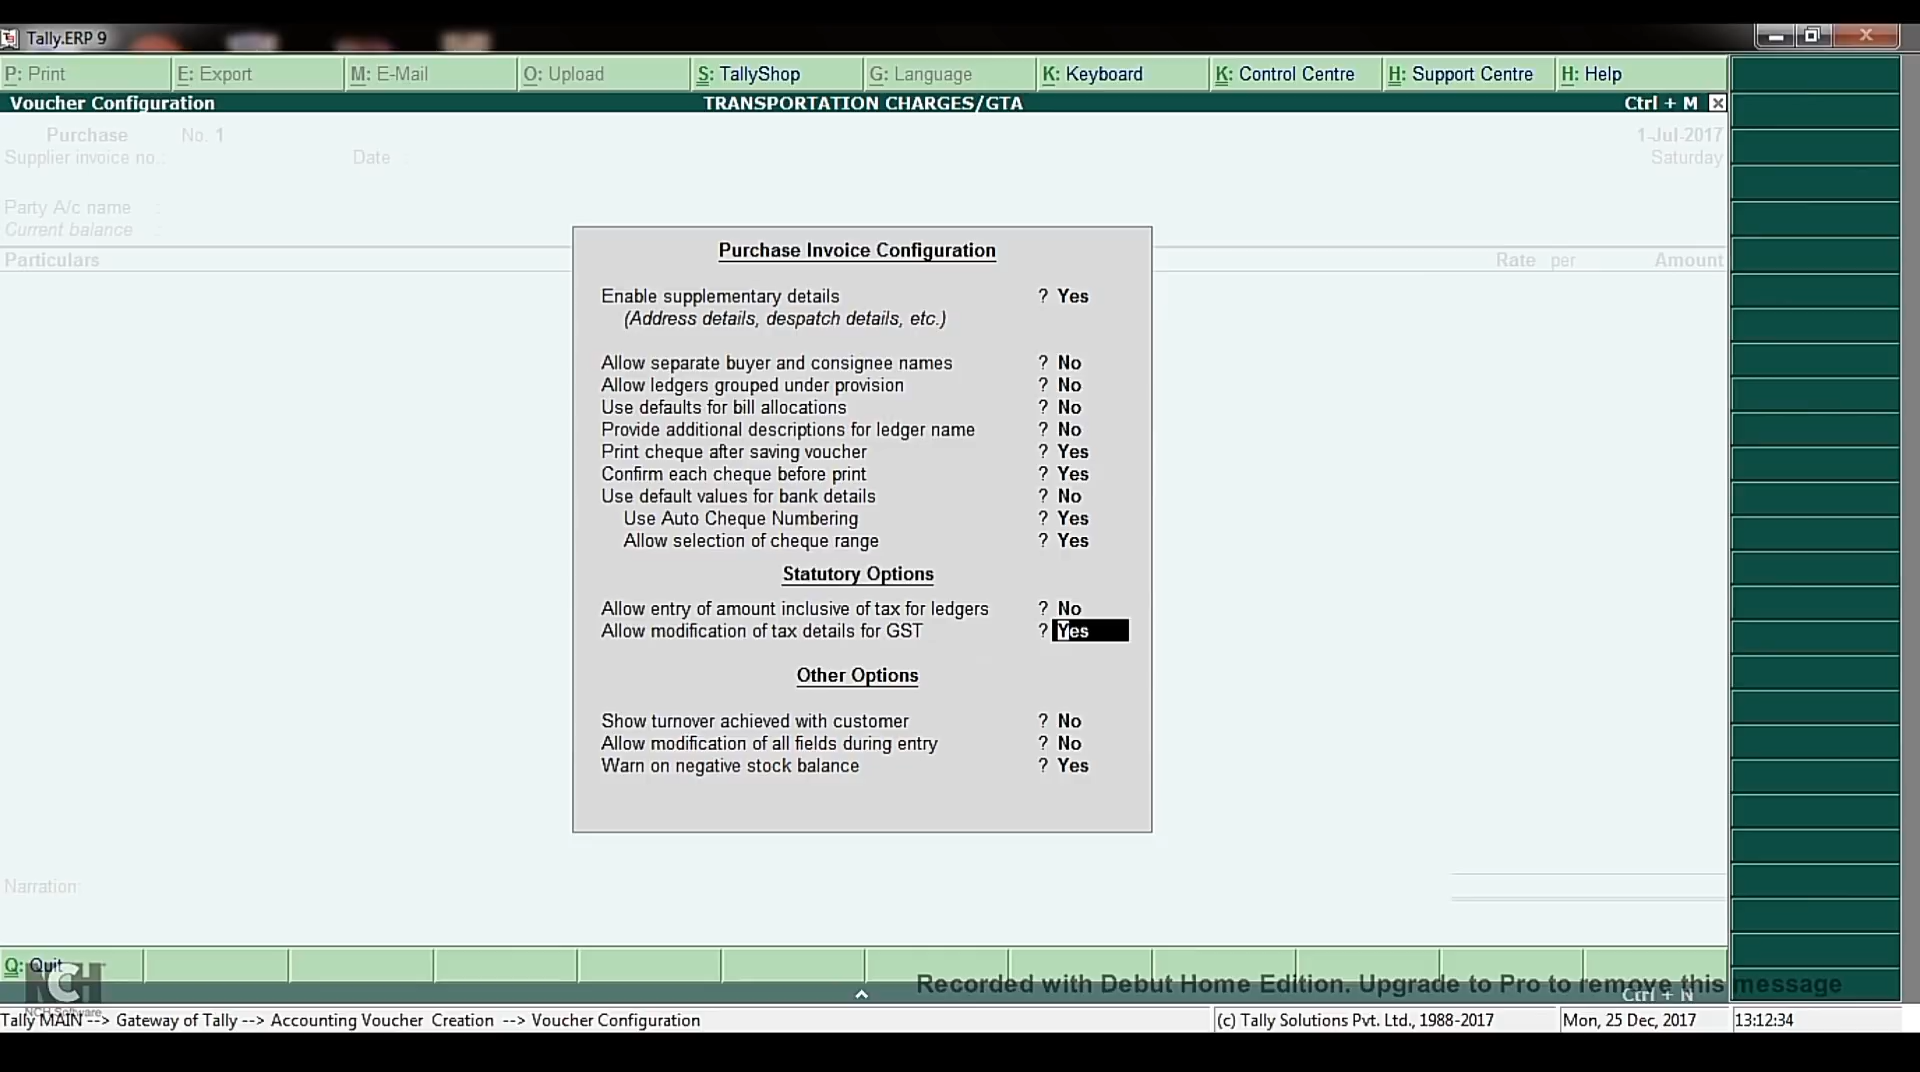 Tally.ERP 9
P: Print E: Export M: E-Mail O: Upload S: TallyShop G: Language K: Keyboard K: Control Centre H: Support Centre H: Help
Voucher Configuration TRANSPORTATION CHARGES/GTA Ctrl + M
Purchase No. 1 1-Jul-2017
Supplier invoice no.: Date : Saturday
Party A/c name :
Current balance :
Particulars Rate per Amount
Purchase Invoice Configuration
Enable supplementary details ? Yes
(Address details, despatch details, etc.)
Allow separate buyer and consignee names ? No
Allow ledgers grouped under provision ? No
Use defaults for bill allocations ? No
Provide additional descriptions for ledger name ? No
Print cheque after saving voucher ? Yes
Confirm each cheque before print ? Yes
Use default values for bank details ? No
Use Auto Cheque Numbering ? Yes
Allow selection of cheque range ? Yes
Statutory Options
Allow entry of amount inclusive of tax for ledgers ? No
Allow modification of tax details for GST ? Yes
Other Options
Show turnover achieved with customer ? No
Allow modification of all fields during entry ? No
Warn on negative stock balance ? Yes
Narration:
Q: Quit
NCH
Recorded with Debut Home Edition. Upgrade to Pro to remove this message
Ctrl + N
NCH Software
Tally MAIN --> Gateway of Tally --> Accounting Voucher Creation --> Voucher Configuration (c) Tally Solutions Pvt. Ltd., 1988-2017 Mon, 25 Dec, 2017 13:12:34